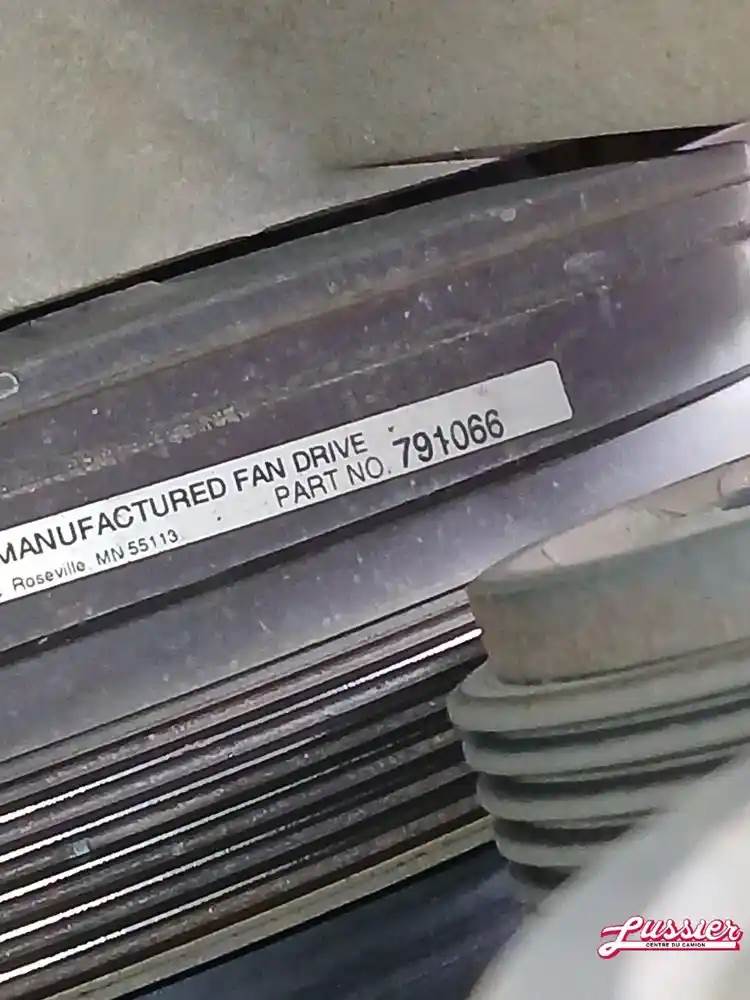 MANUFACTURED FAN DRIVE
PART NO. 791066
Roseville MN 55113
Lussier
CENTRE DU CAMION